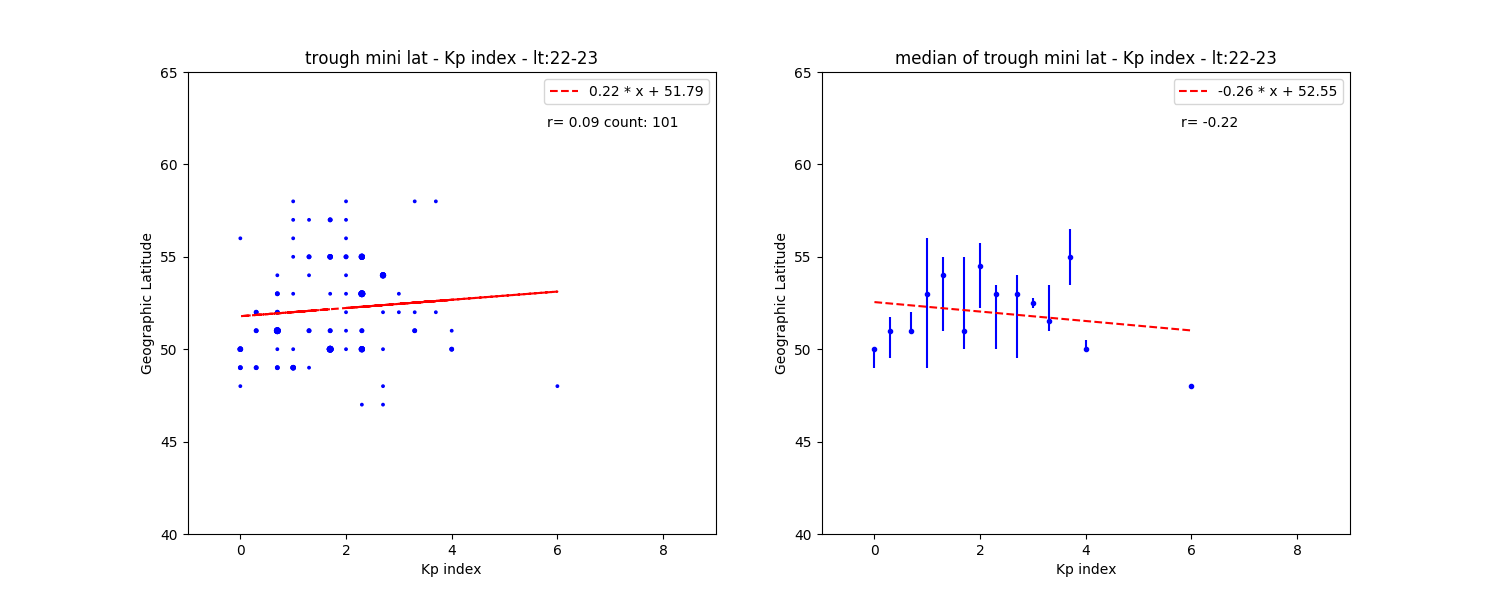 trough mini lat - Kp index - lt:22-23
65
60
55
50
45
40
Geographic Latitude
0.22 * x + 51.79
r= 0.09 count: 101
0 2 4 6 8
Kp index
median of trough mini lat - Kp index - lt:22-23
65
60
55
50
45
40
Geographic Latitude
-0.26 * x + 52.55
r= -0.22
0 2 4 6 8
Kp index